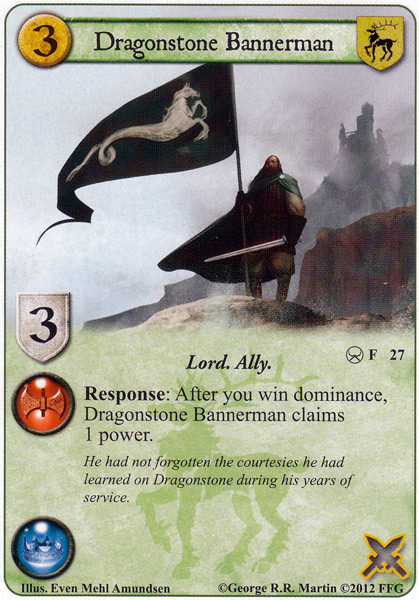 3
Dragonstone Bannerman
3
Lord. Ally.
F 27
Response: After you win dominance,
Dragonstone Bannerman claims
1 power.
He had not forgotten the courtesies he had
learned on Dragonstone during his years of
service.
Illus. Even Mehl Amundsen
©George R.R. Martin ©2012 FFG